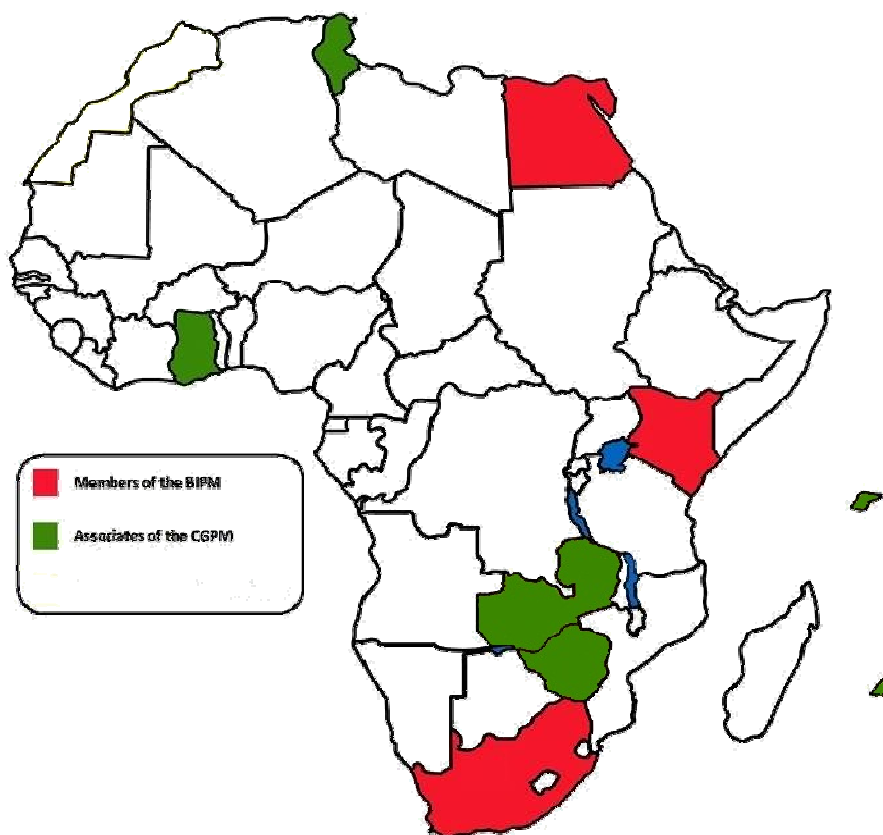 Members of the BIPM
Associates of the CGPM